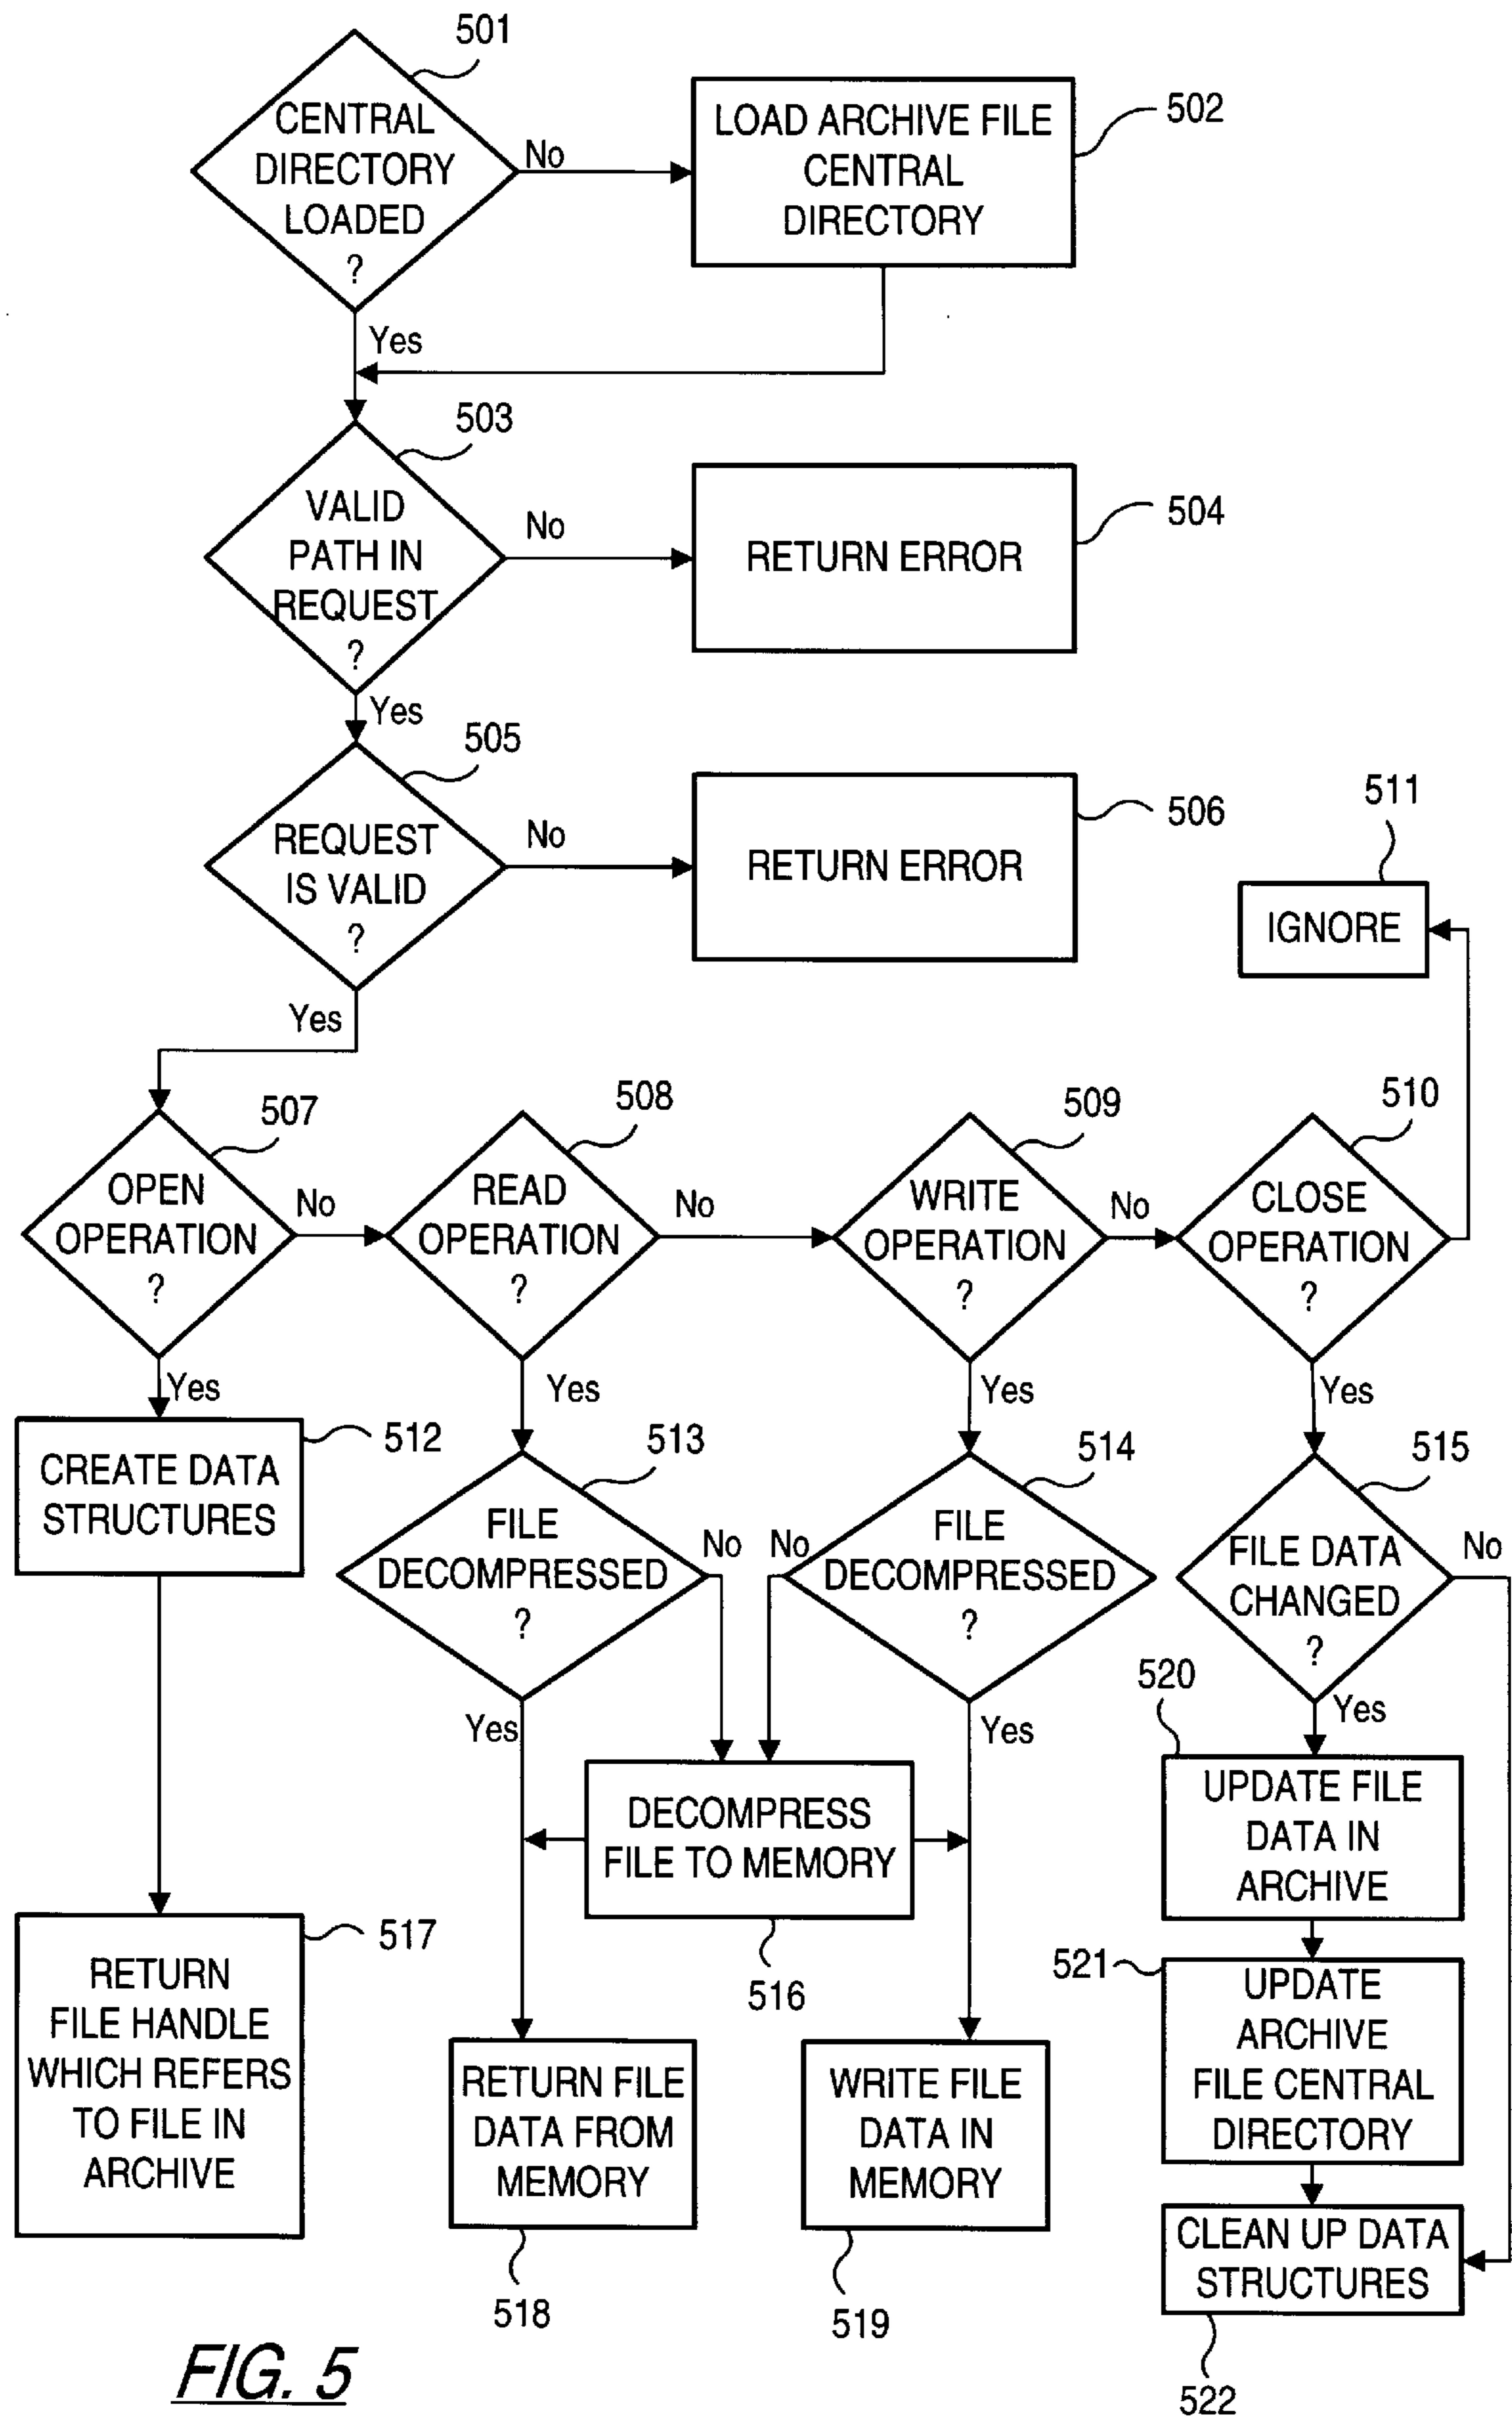 501
CENTRAL
DIRECTORY
LOADED
?
No
LOAD ARCHIVE FILE
CENTRAL
DIRECTORY
502
Yes
503
VALID
PATH IN
REQUEST
?
No
RETURN ERROR
504
Yes
505
REQUEST
IS VALID
?
No
RETURN ERROR
506
511
IGNORE
Yes
507
OPEN
OPERATION
?
No
508
READ
OPERATION
?
No
509
WRITE
OPERATION
?
No
510
CLOSE
OPERATION
?
Yes
Yes
Yes
Yes
512
CREATE DATA
STRUCTURES
513
FILE
DECOMPRESSED
?
No
514
No
FILE
DECOMPRESSED
?
515
FILE DATA
CHANGED
?
No
Yes
Yes
Yes
520
DECOMPRESS
FILE TO MEMORY
516
UPDATE FILE
DATA IN
ARCHIVE
517
RETURN
FILE HANDLE
WHICH REFERS
TO FILE IN
ARCHIVE
521
UPDATE
ARCHIVE
FILE CENTRAL
DIRECTORY
RETURN FILE
DATA FROM
MEMORY
518
WRITE FILE
DATA IN
MEMORY
519
CLEAN UP DATA
STRUCTURES
522
FIG. 5